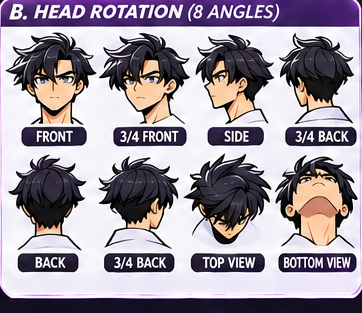 B. HEAD ROTATION (8 ANGLES)
FRONT
3/4 FRONT
SIDE
3/4 BACK
BACK
3/4 BACK
TOP VIEW
BOTTOM VIEW